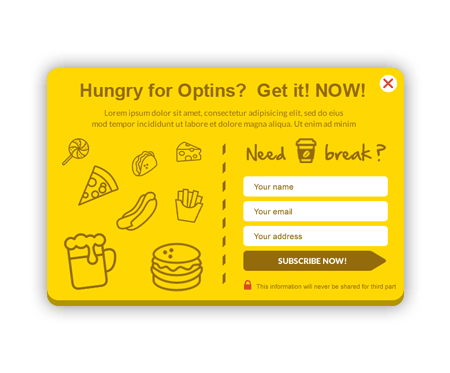 Hungry for Optins? Get it! NOW!
Lorem ipsum dolor sit amet, consectetur adipisicing elit, sed do eius
mod tempor incididunt ut labore et dolore magna aliqua. Ut enim ad minim
Need break?
Your name
Your email
Your address
SUBSCRIBE NOW!
This information will never be shared for third part